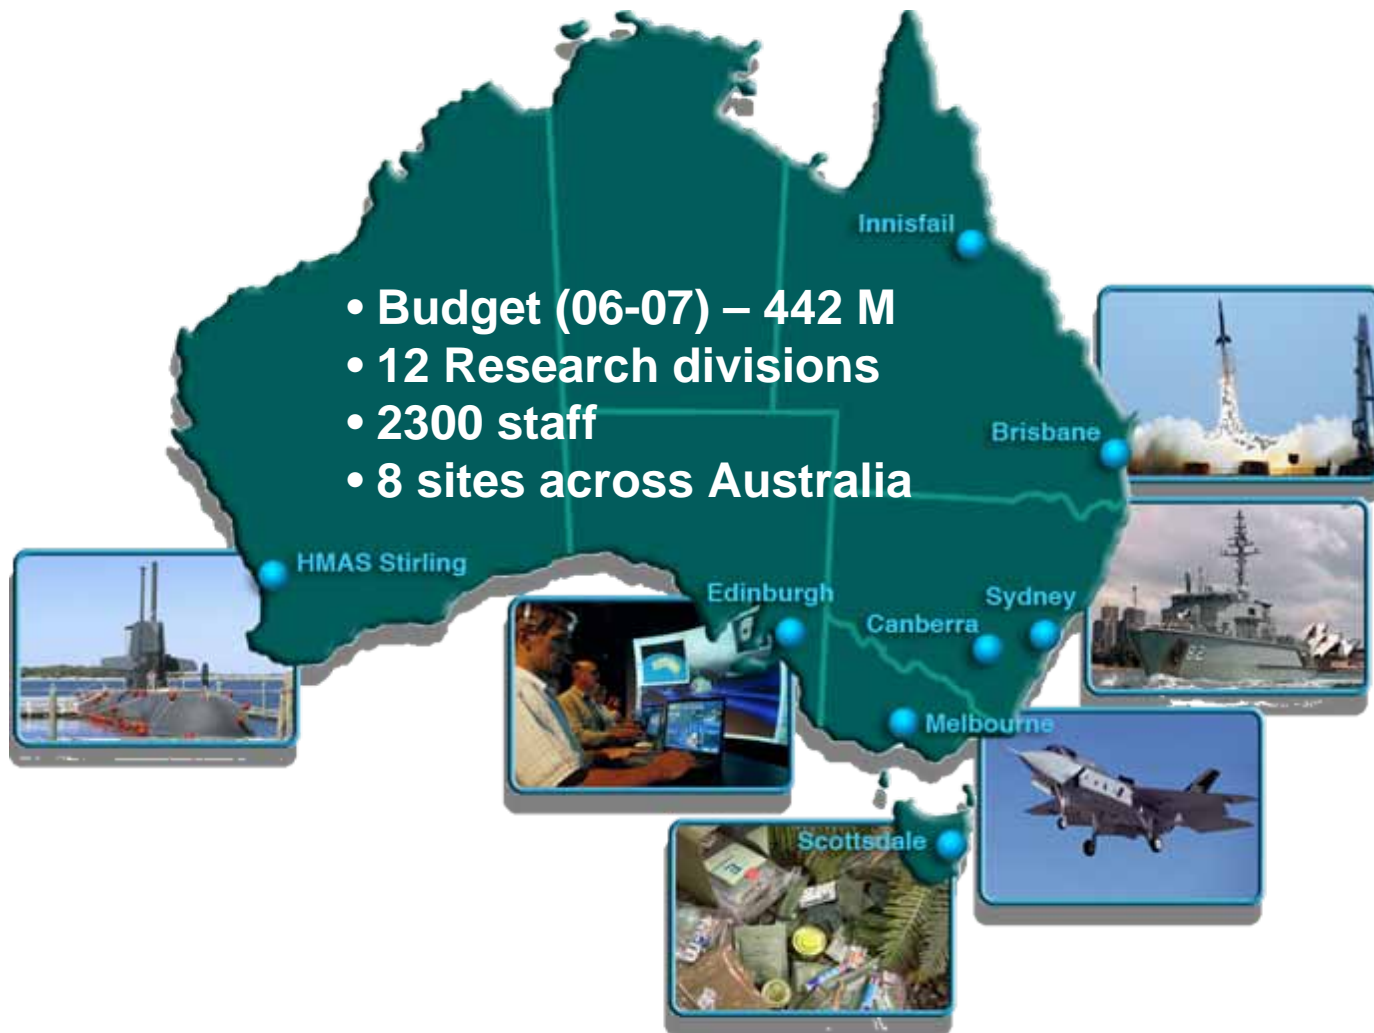 Innisfail
• Budget (06-07) – 442 M
• 12 Research divisions
• 2300 staff
• 8 sites across Australia
Brisbane
HMAS Stirling
Edinburgh
Sydney
Canberra
Melbourne
Scottsdale
82